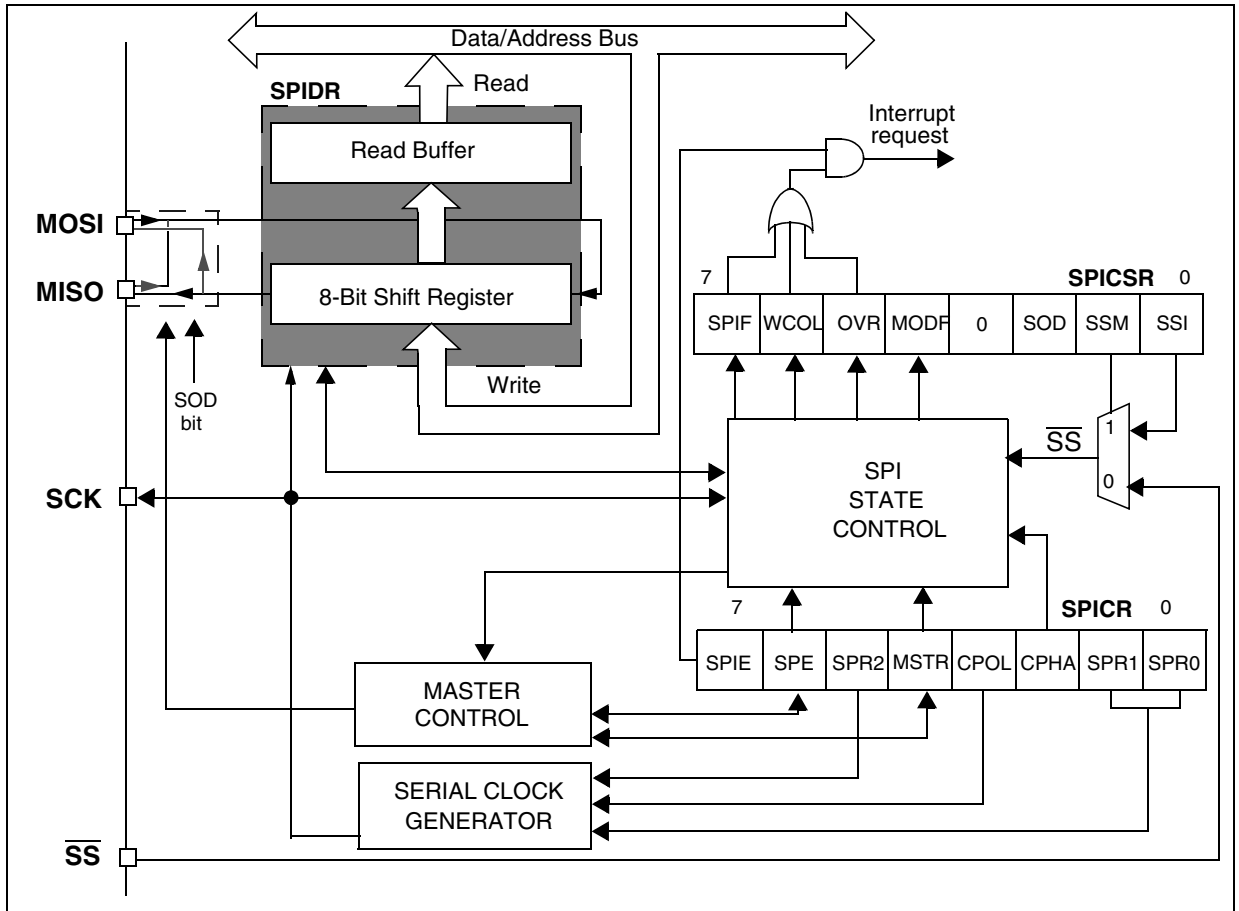 Data/Address Bus
SPIDR
Read
Read Buffer
Interrupt
request
MOSI
MISO
8-Bit Shift Register
Write
SOD
bit
7
SPICSR
0
SPIF
WCOL
OVR
MODF
0
SOD
SSM
SSI
1
SS
0
SCK
SPI
STATE
CONTROL
7
SPICR
0
SPIE
SPE
SPR2
MSTR
CPOL
CPHA
SPR1
SPR0
MASTER
CONTROL
SERIAL CLOCK
GENERATOR
SS